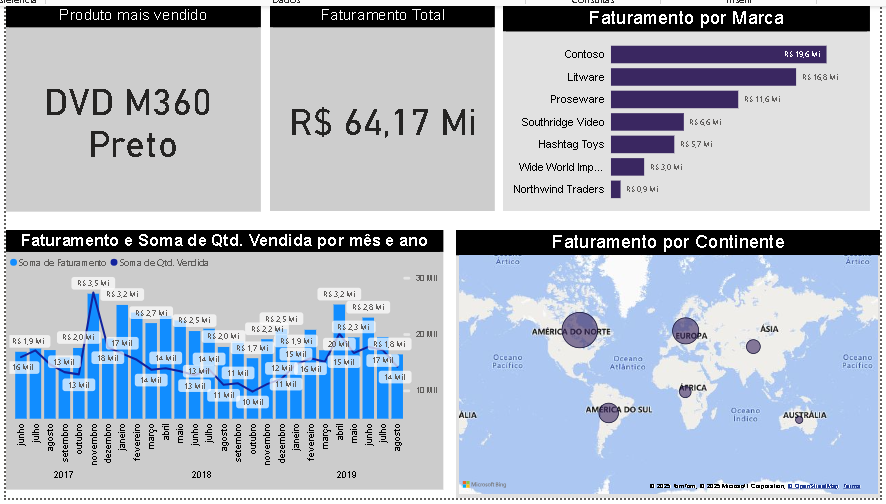 Produto mais vendido
DVD M360
Preto
Faturamento Total
R$ 64,17 Mi
Faturamento por Marca
Contoso R$ 19,6 Mi
Litware R$ 16,8 Mi
Proseware R$ 11,6 Mi
Southridge Video R$ 6,6 Mi
Hashtag Toys R$ 5,7 Mi
Wide World Imp... R$ 3,0 Mi
Northwind Traders R$ 0,9 Mi
Faturamento e Soma de Qtd. Vendida por mês e ano
Soma de Faturamento Soma de Qtd. Vendida
R$ 3,5 Mi
30 Mil
R$ 3,2 Mi
R$ 3,2 Mi
R$ 2,7 Mi
R$ 2,8 Mi
R$ 2,5 Mi
R$ 2,5 Mi
R$ 2,2 Mi
R$ 2,3 Mi
20 Mil
R$ 1,9 Mi
R$ 2,0 Mi
17 Mil
R$ 2,0 Mi
R$ 1,7 Mi
R$ 1,9 Mi
20 Mil
R$ 1,8 Mi
16 Mil
13 Mil
13 Mil
18 Mil
14 Mil
14 Mil
13 Mil
14 Mil
13 Mil
11 Mil
11 Mil
10 Mil
12 Mil
15 Mil
11 Mil
15 Mil
17 Mil
14 Mil
10 Mil
junho julho agosto setembro outubro novembro dezembro janeiro fevereiro março abril maio junho julho agosto setembro outubro novembro dezembro janeiro fevereiro março abril maio junho julho agosto
2017 2018 2019
Faturamento por Continente
Oceano
Ártico
Oceano
Ártico
AMÉRICA DO NORTE
EUROPA
ÁSIA
Oceano
Pacífico
Oceano
Atlântico
Oceano
Pacífico
ÁFRICA
AMÉRICA DO SUL
Oceano
Índico
ÁLIA
AUSTRÁLIA
AMÉR
Microsoft Bing
© 2025 TomTom, © 2025 Microsoft Corporation, © OpenStreetMap Terms